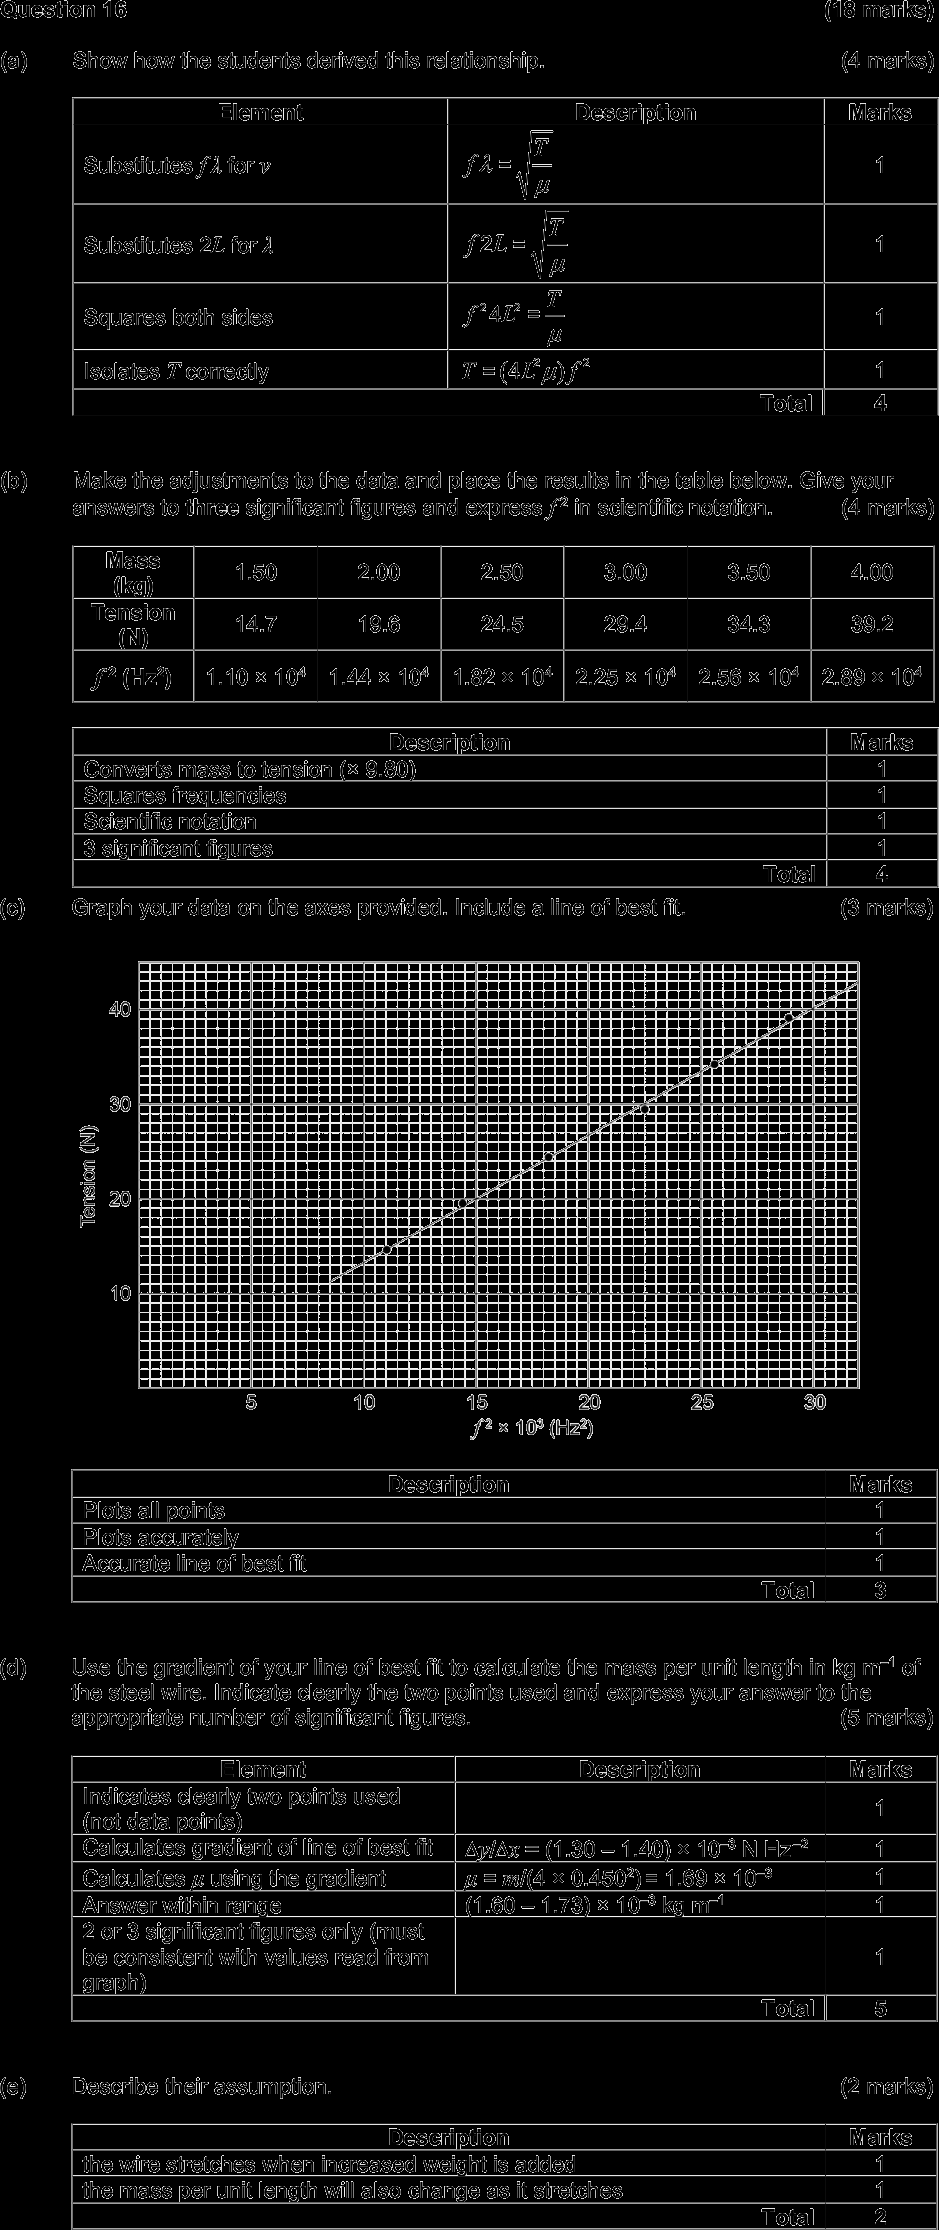 Question 16 (18 marks)
(a) Show how the students derived this relationship. (4 marks)
Element Description Marks
Substitutes fλ for v fλ = √(T/μ) 1
Substitutes 2L for λ f2L = √(T/μ) 1
Squares both sides f²4L² = T/μ 1
Isolates T correctly T = (4L²μ)f² 1
Total 4
(b) Make the adjustments to the data and place the results in the table below. Give your
answers to three significant figures and express f² in scientific notation. (4 marks)
Mass (kg) 1.50 2.00 2.50 3.00 3.50 4.00
Tension (N) 14.7 19.6 24.5 29.4 34.3 39.2
f² (Hz²) 1.10 × 10⁴ 1.44 × 10⁴ 1.82 × 10⁴ 2.25 × 10⁴ 2.56 × 10⁴ 2.89 × 10⁴
Description Marks
Converts mass to tension (× 9.80) 1
Squares frequencies 1
Scientific notation 1
3 significant figures 1
Total 4
(c) Graph your data on the axes provided. Include a line of best fit. (3 marks)
40
30
20
10
Tension (N)
5 10 15 20 25 30
f² × 10³ (Hz²)
Description Marks
Plots all points 1
Plots accurately 1
Accurate line of best fit 1
Total 3
(d) Use the gradient of your line of best fit to calculate the mass per unit length in kg m⁻¹ of
the steel wire. Indicate clearly the two points used and express your answer to the
appropriate number of significant figures. (5 marks)
Element Description Marks
Indicates clearly two points used
(not data points) 1
Calculates gradient of line of best fit Δy/Δx = (1.30 – 1.40) × 10⁻³ N Hz⁻² 1
Calculates μ using the gradient μ = m/(4 × 0.450²) = 1.69 × 10⁻³ 1
Answer within range (1.60 – 1.73) × 10⁻³ kg m⁻¹ 1
2 or 3 significant figures only (must
be consistent with values read from 1
graph)
Total 5
(e) Describe their assumption. (2 marks)
Description Marks
the wire stretches when increased weight is added 1
the mass per unit length will also change as it stretches 1
Total 2